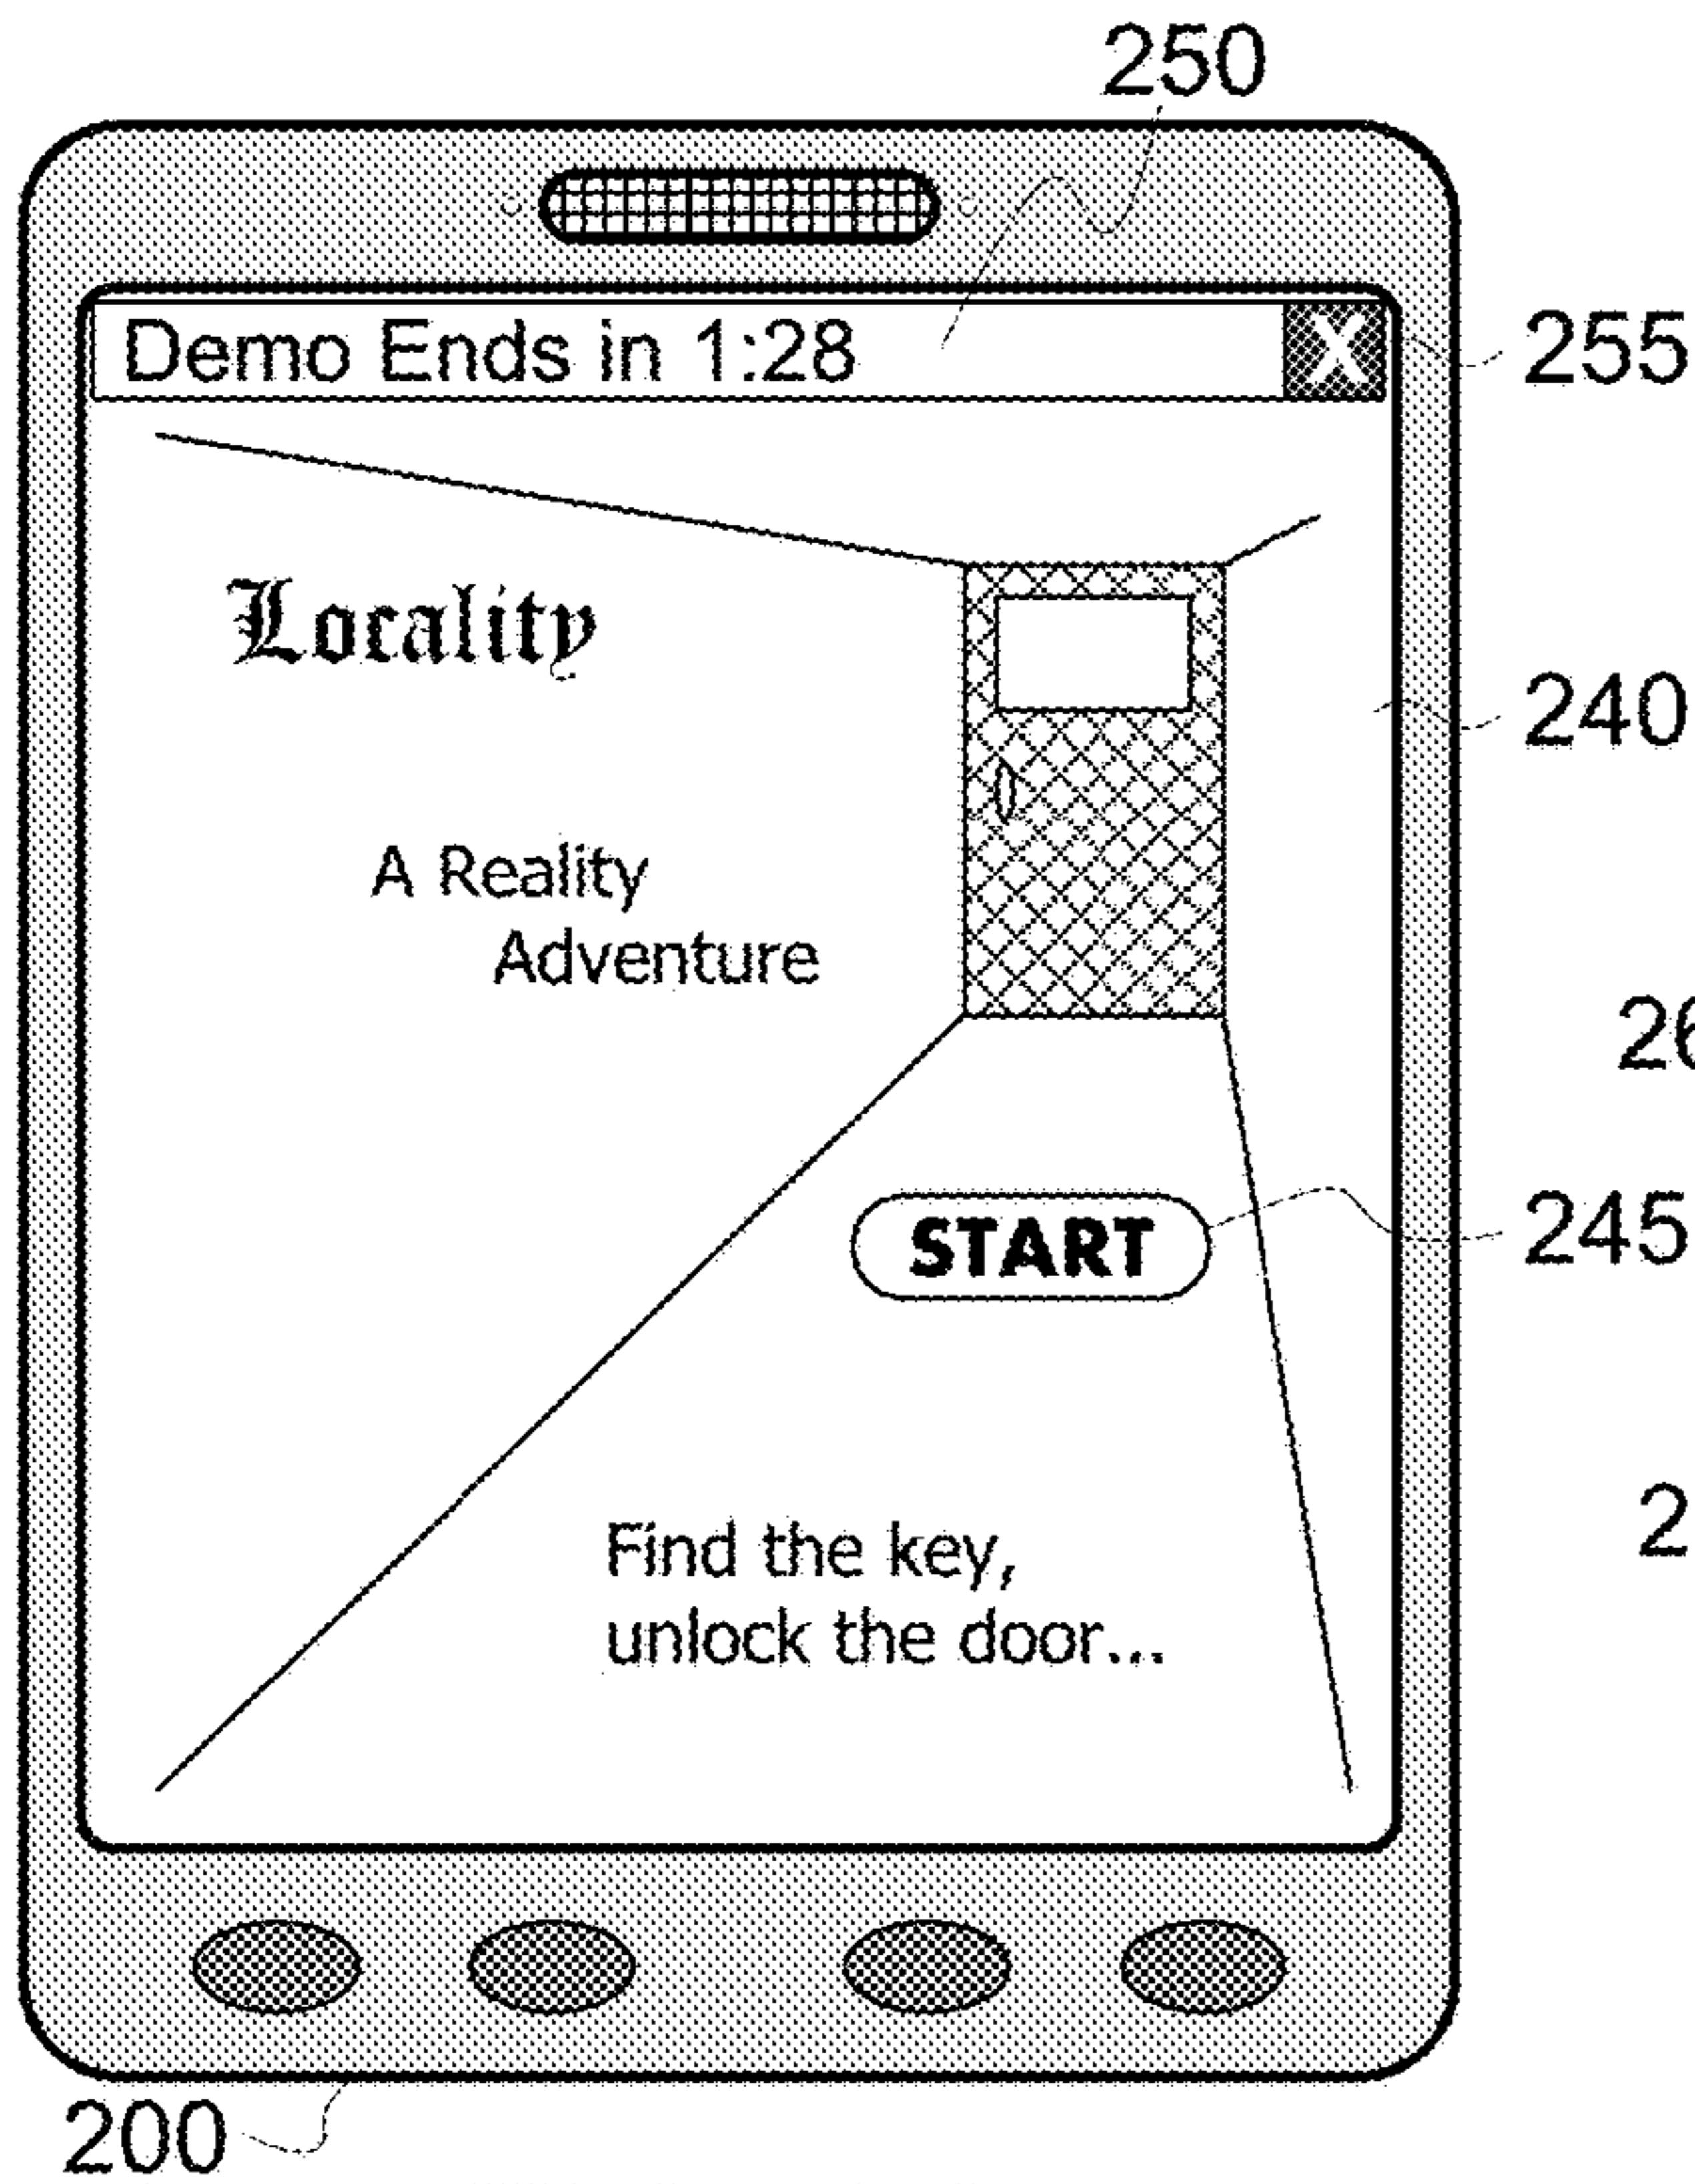 250
Demo Ends in 1:28 X
255
Locality
240
A Reality
Adventure
START
245
Find the key,
unlock the door...
200